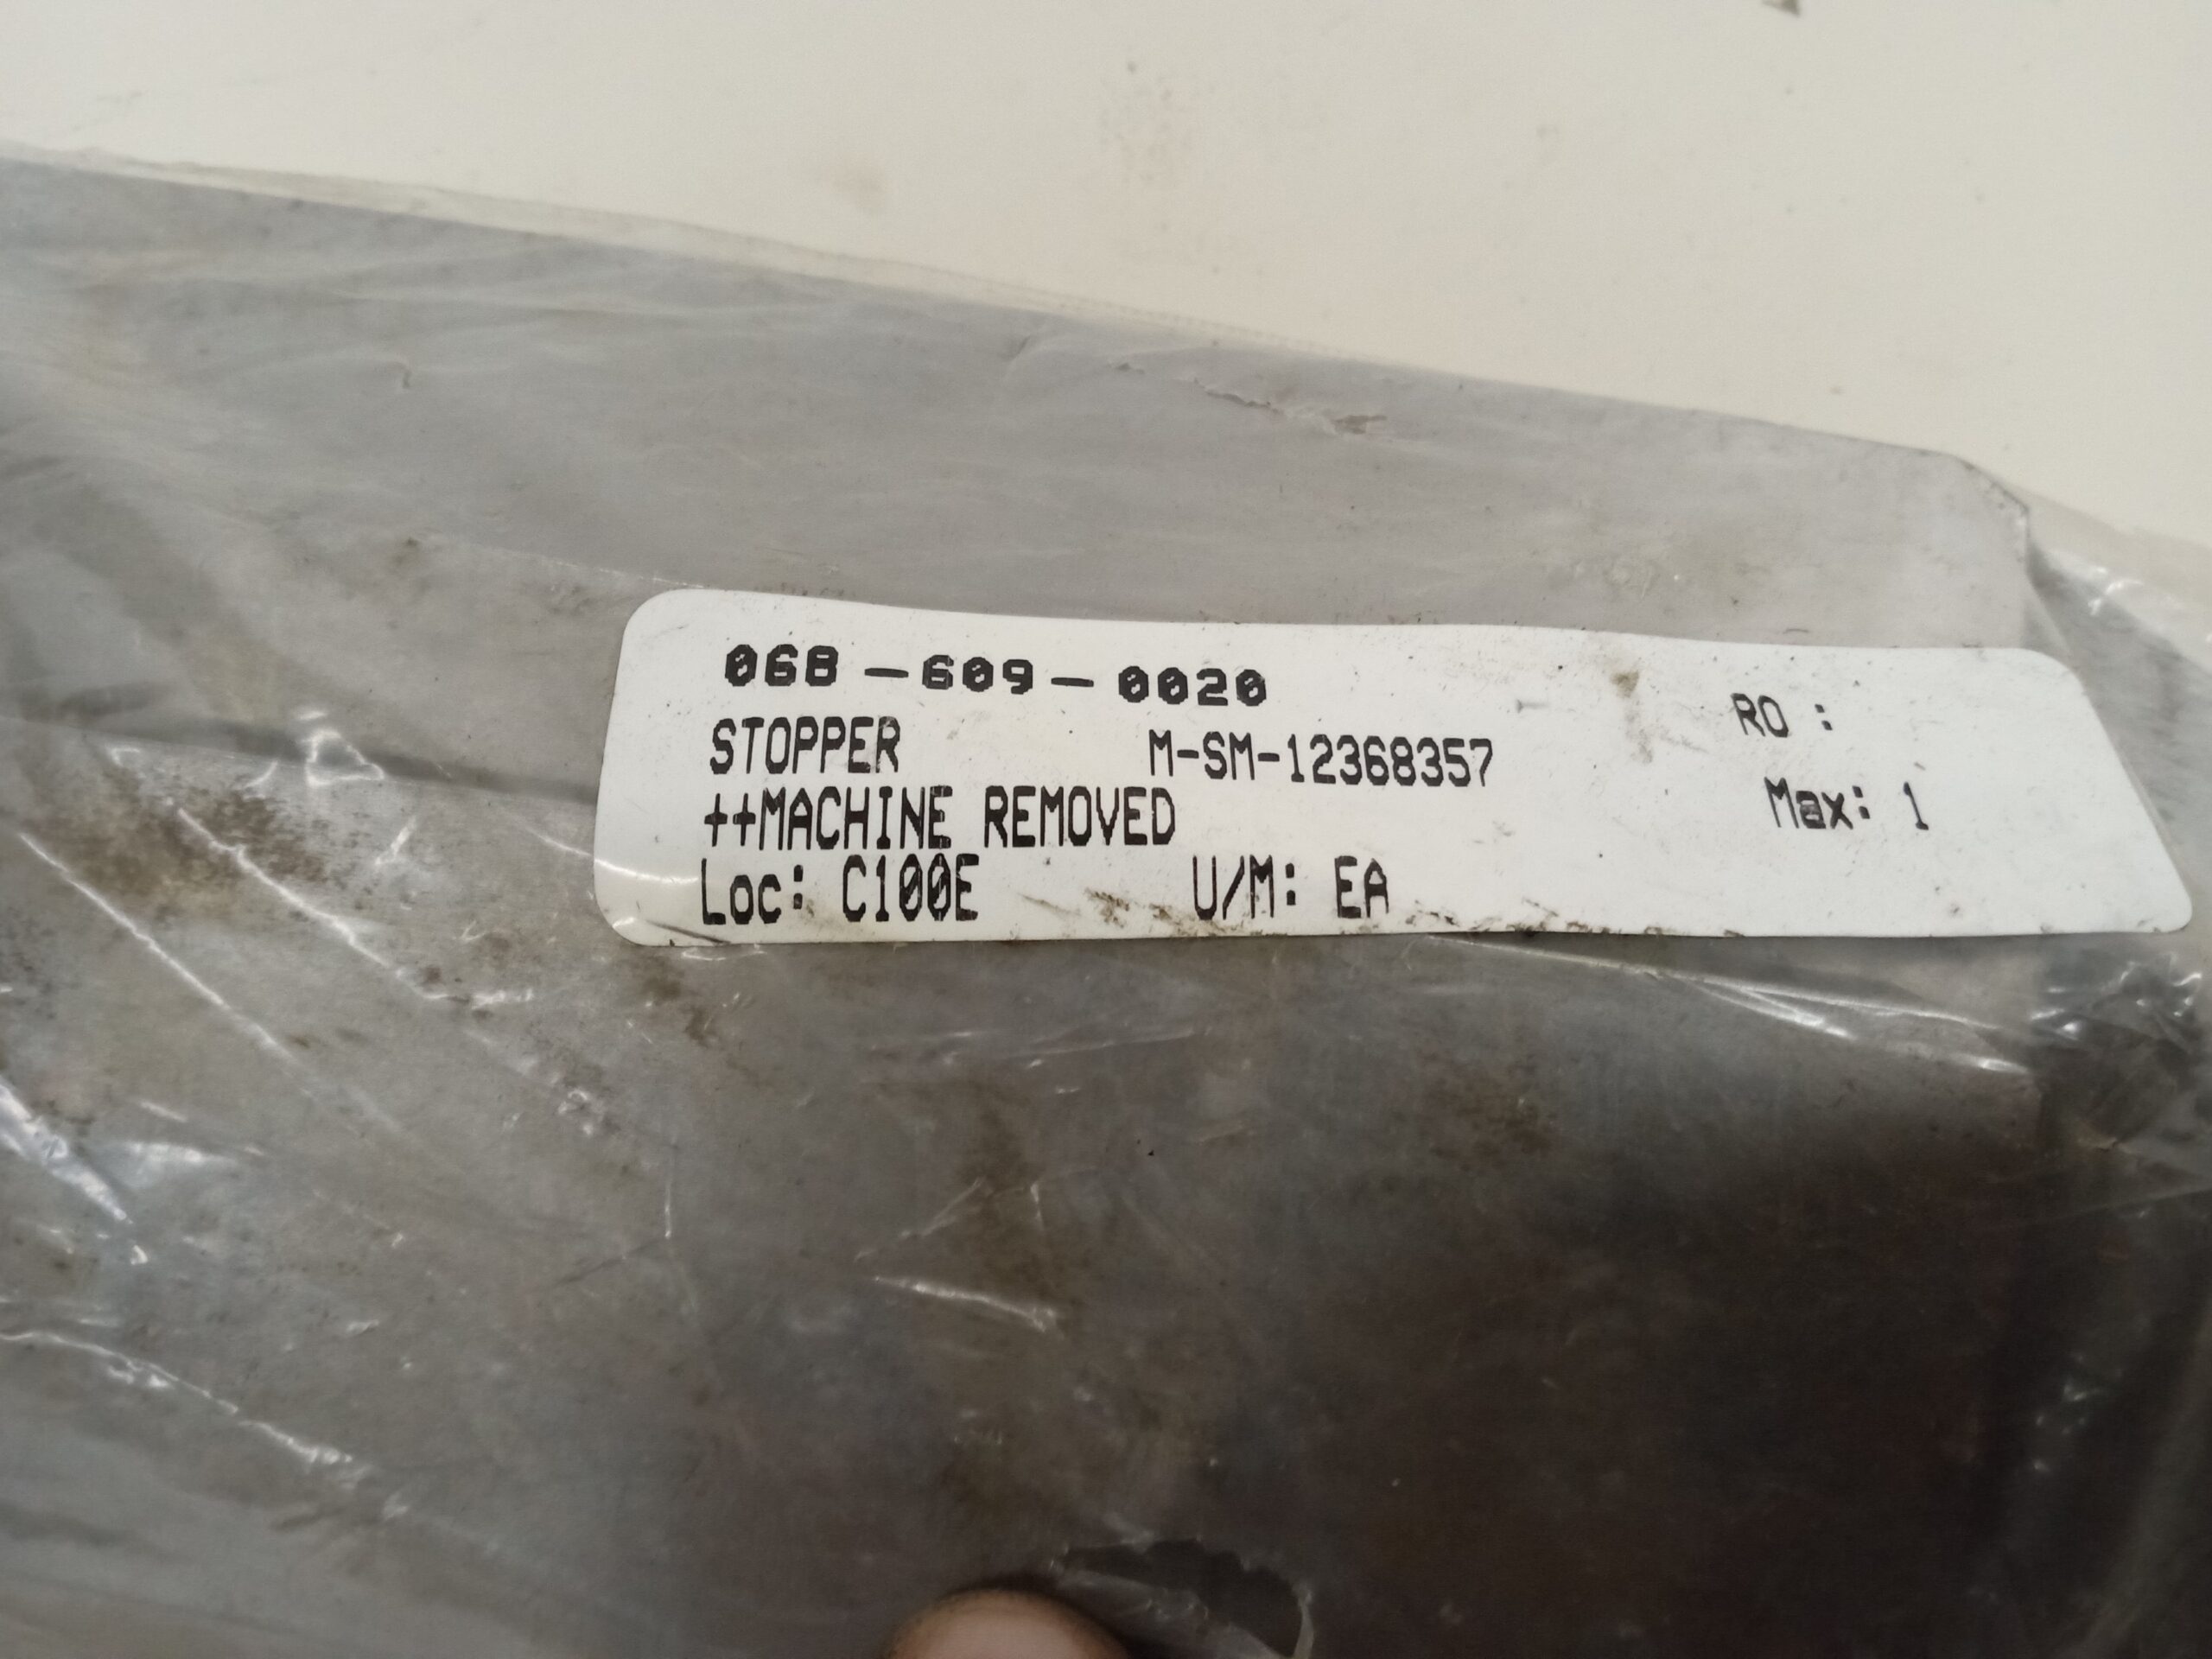 068-609-0020
RO :
STOPPER M-SM-12368357
Max: 1
++MACHINE REMOVED
Loc: C100E U/M: EA